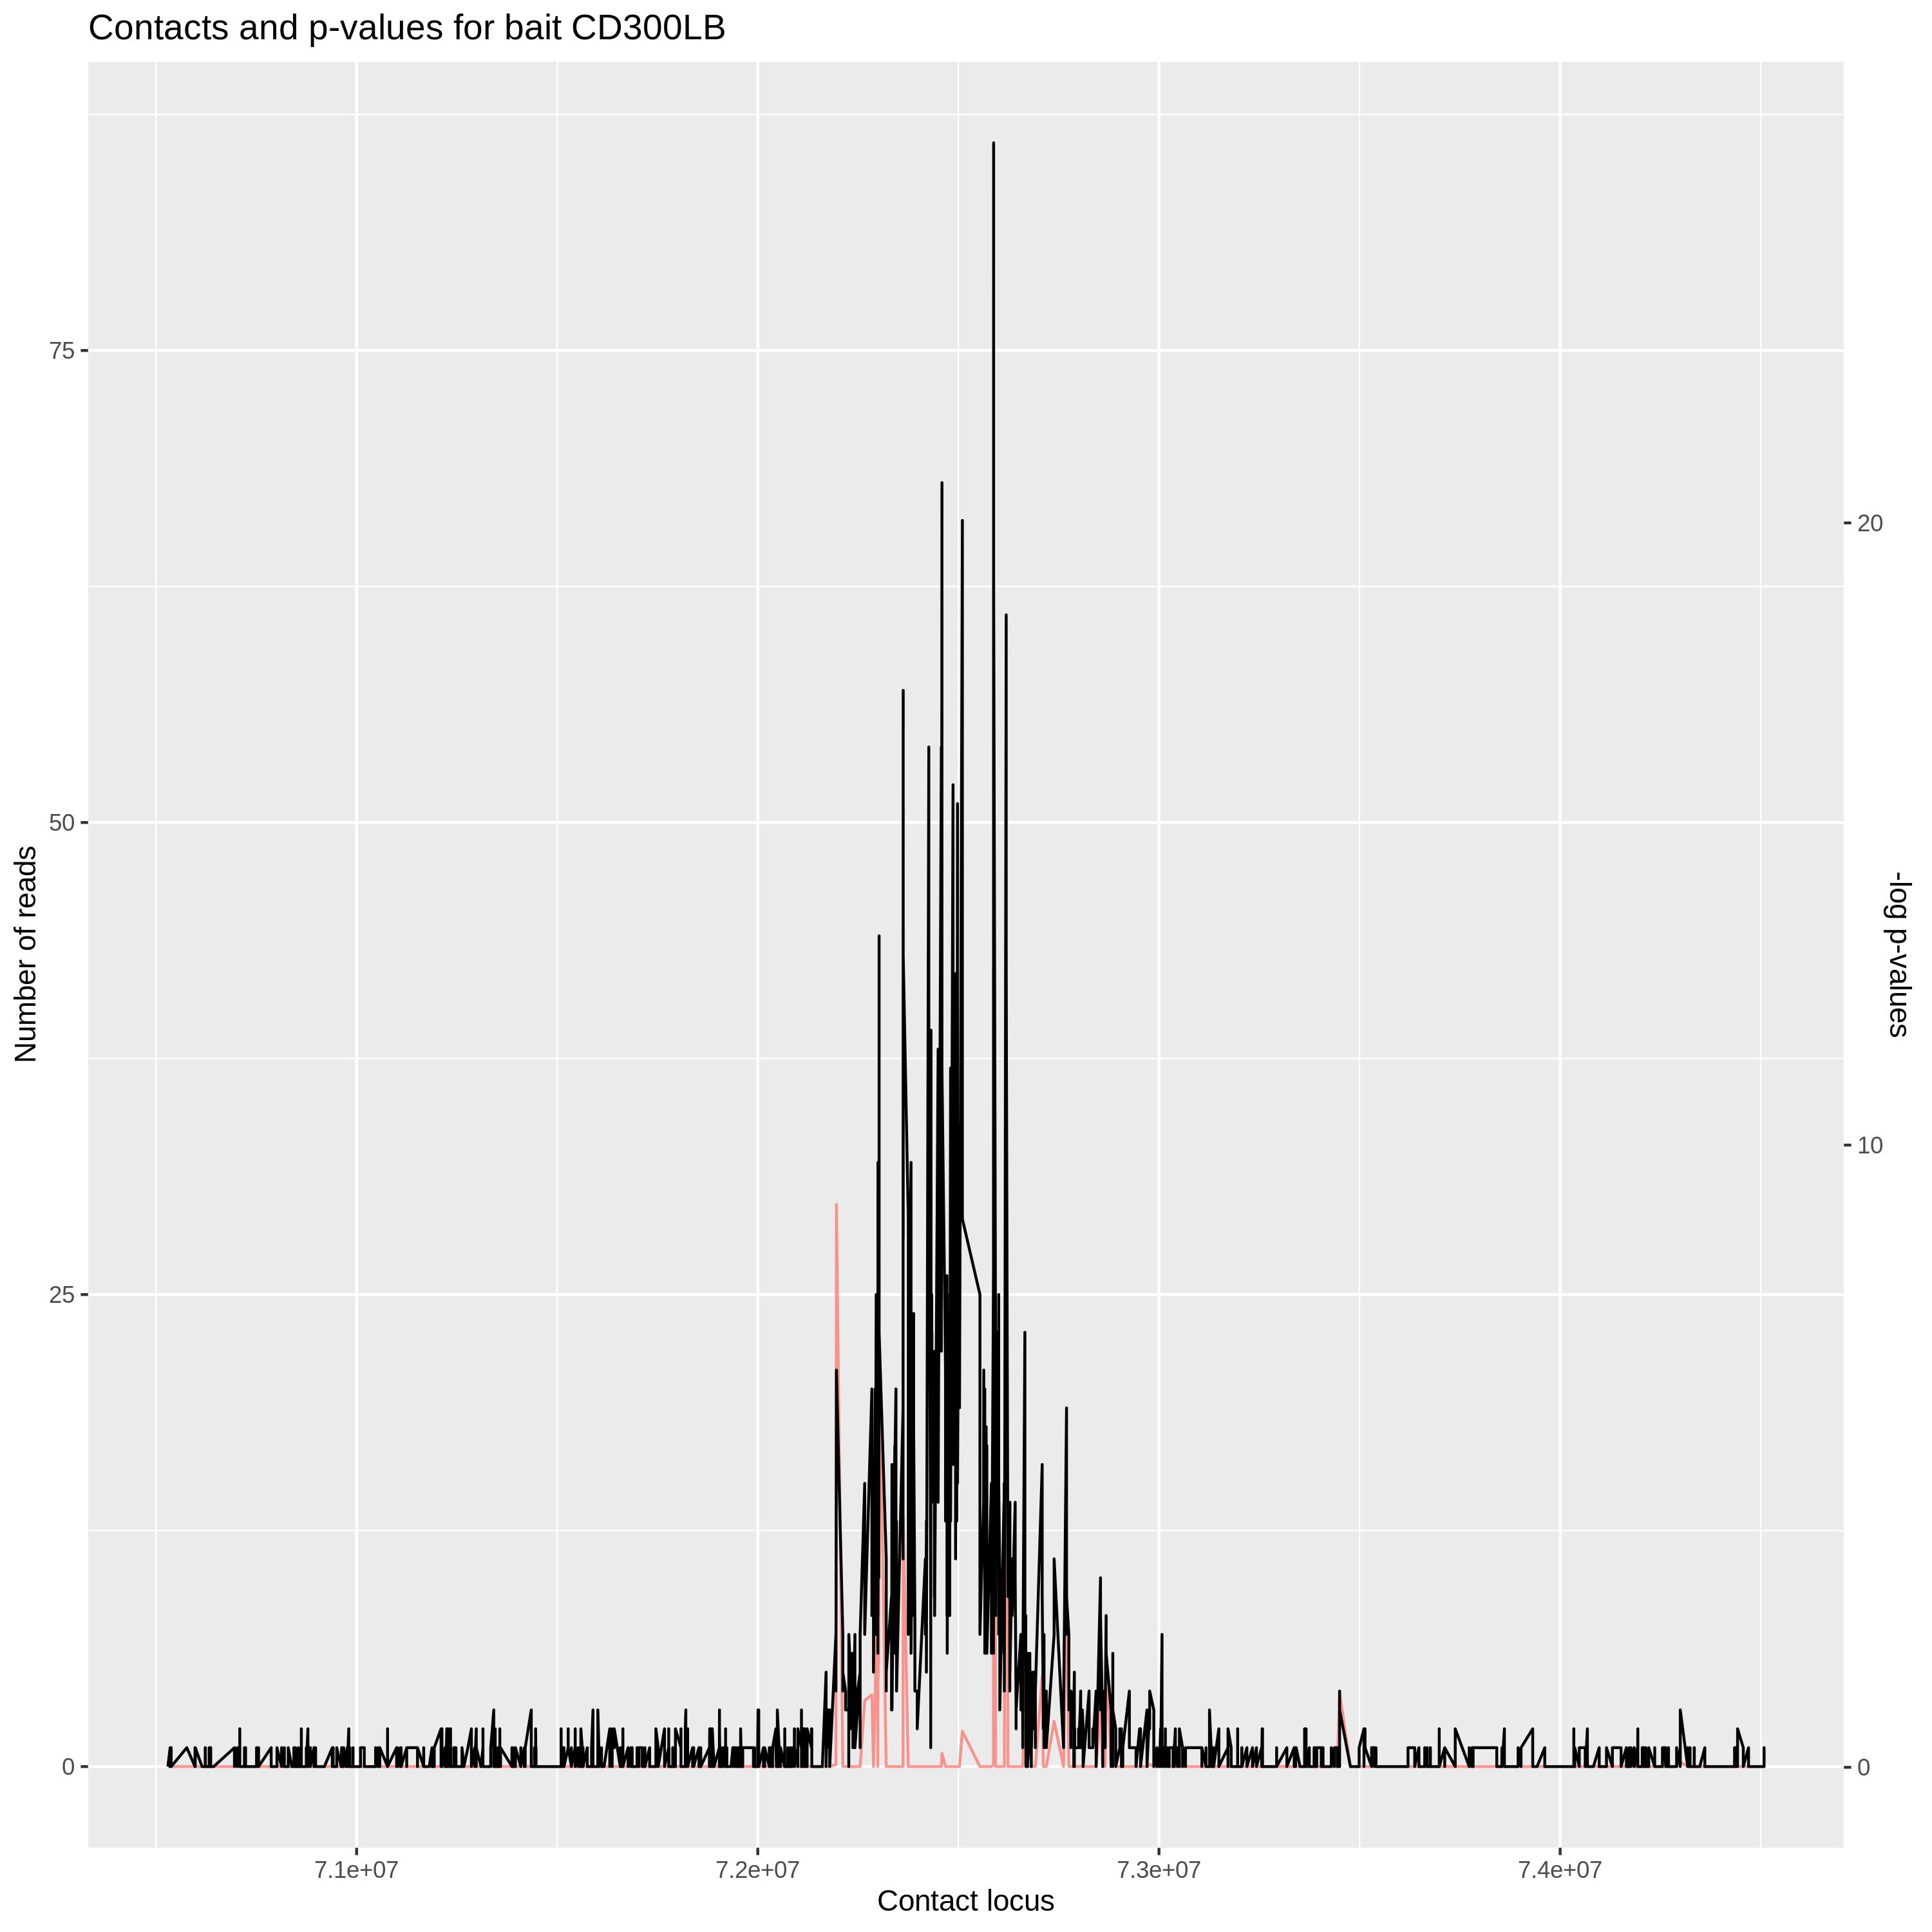 Contacts and p-values for bait CD300LB
75
50
25
0
Number of reads
20
10
0
-log p-values
7.1e+07
7.2e+07
7.3e+07
7.4e+07
Contact locus